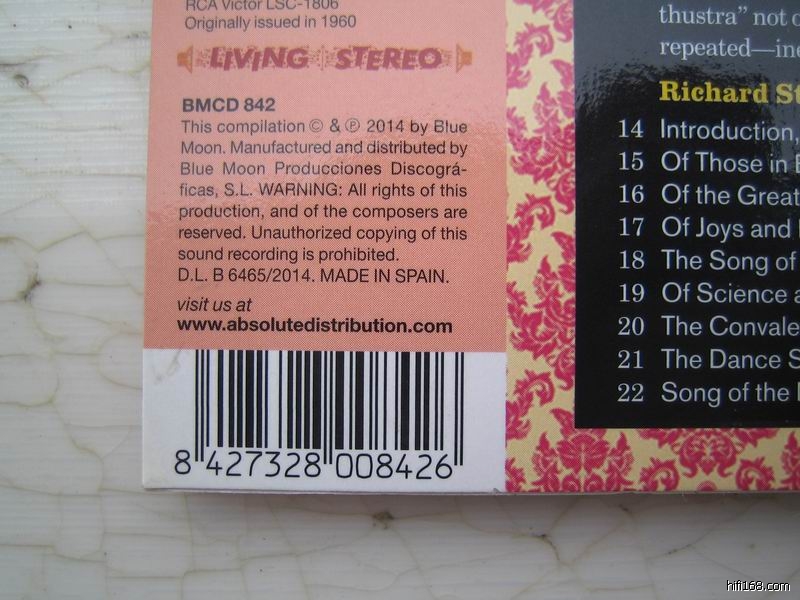 RCA Victor LSC-1806
Originally issued in 1960
LIVING STEREO
BMCD 842
This compilation © & ℗ 2014 by Blue
Moon. Manufactured and distributed by
Blue Moon Producciones Discográ-
ficas, S.L. WARNING: All rights of this
production, and of the composers are
reserved. Unauthorized copying of this
sound recording is prohibited.
D.L. B 6465/2014. MADE IN SPAIN.
visit us at
www.absolutedistribution.com
8 427328 008426
thustra” not
repeated—
Richard
14 Introduction,
15 Of Those in
16 Of the Great
17 Of Joys and
18 The Song of
19 Of Science
20 The Convale
21 The Dance S
22 Song of the
hifi168.com